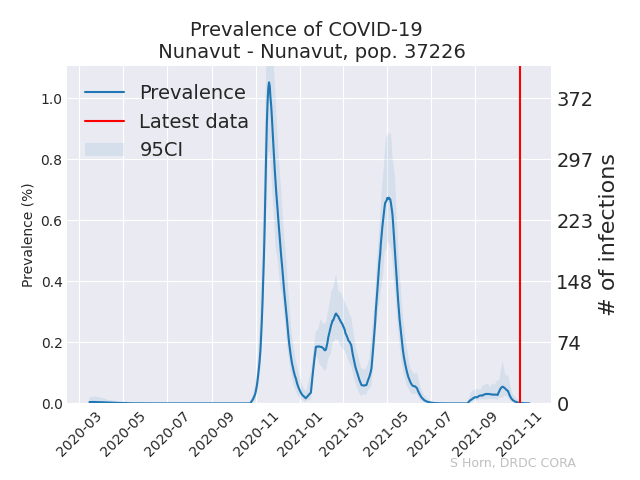 Prevalence of COVID-19
Nunavut - Nunavut, pop. 37226
Prevalence
Latest data
95CI
Prevalence (%)
1.0
0.8
0.6
0.4
0.2
0.0
# of infections
372
297
223
148
74
0
2020-03
2020-05
2020-07
2020-09
2020-11
2021-01
2021-03
2021-05
2021-07
2021-09
2021-11
S Horn, DRDC CORA